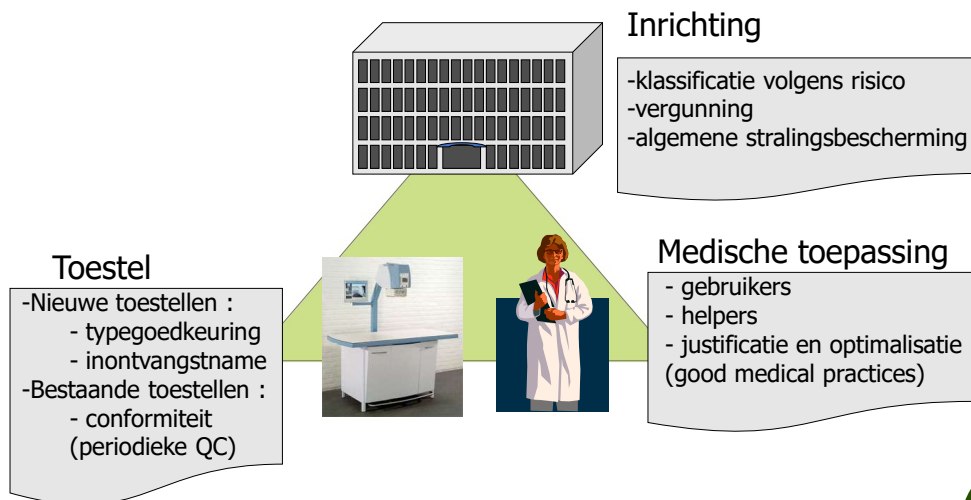 Inrichting
-klassificatie volgens risico
-vergunning
-algemene stralingsbescherming
Toestel
-Nieuwe toestellen :
- typegoedkeuring
- inontvangstname
-Bestaande toestellen :
- conformiteit
(periodieke QC)
Medische toepassing
- gebruikers
- helpers
- justificatie en optimalisatie
(good medical practices)